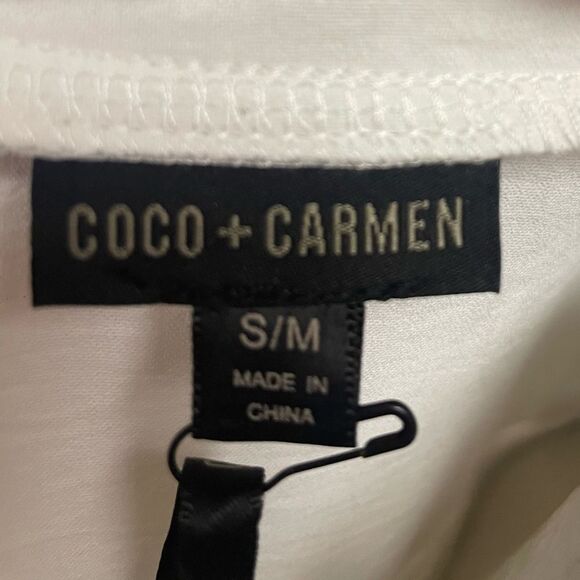 COCO + CARMEN
S/M
MADE IN
CHINA